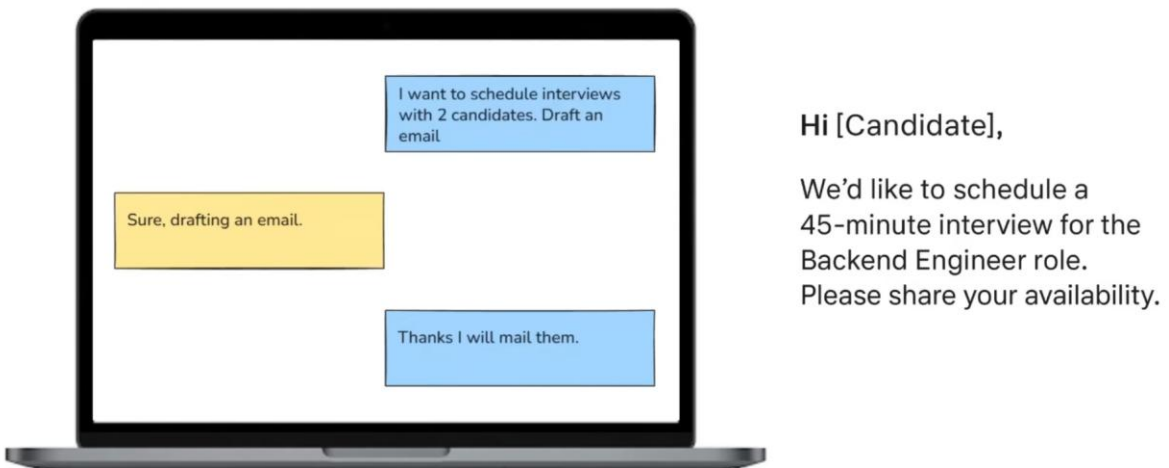 I want to schedule interviews
with 2 candidates. Draft an
email
Sure, drafting an email.
Thanks I will mail them.
Hi [Candidate],
We’d like to schedule a
45-minute interview for the
Backend Engineer role.
Please share your availability.